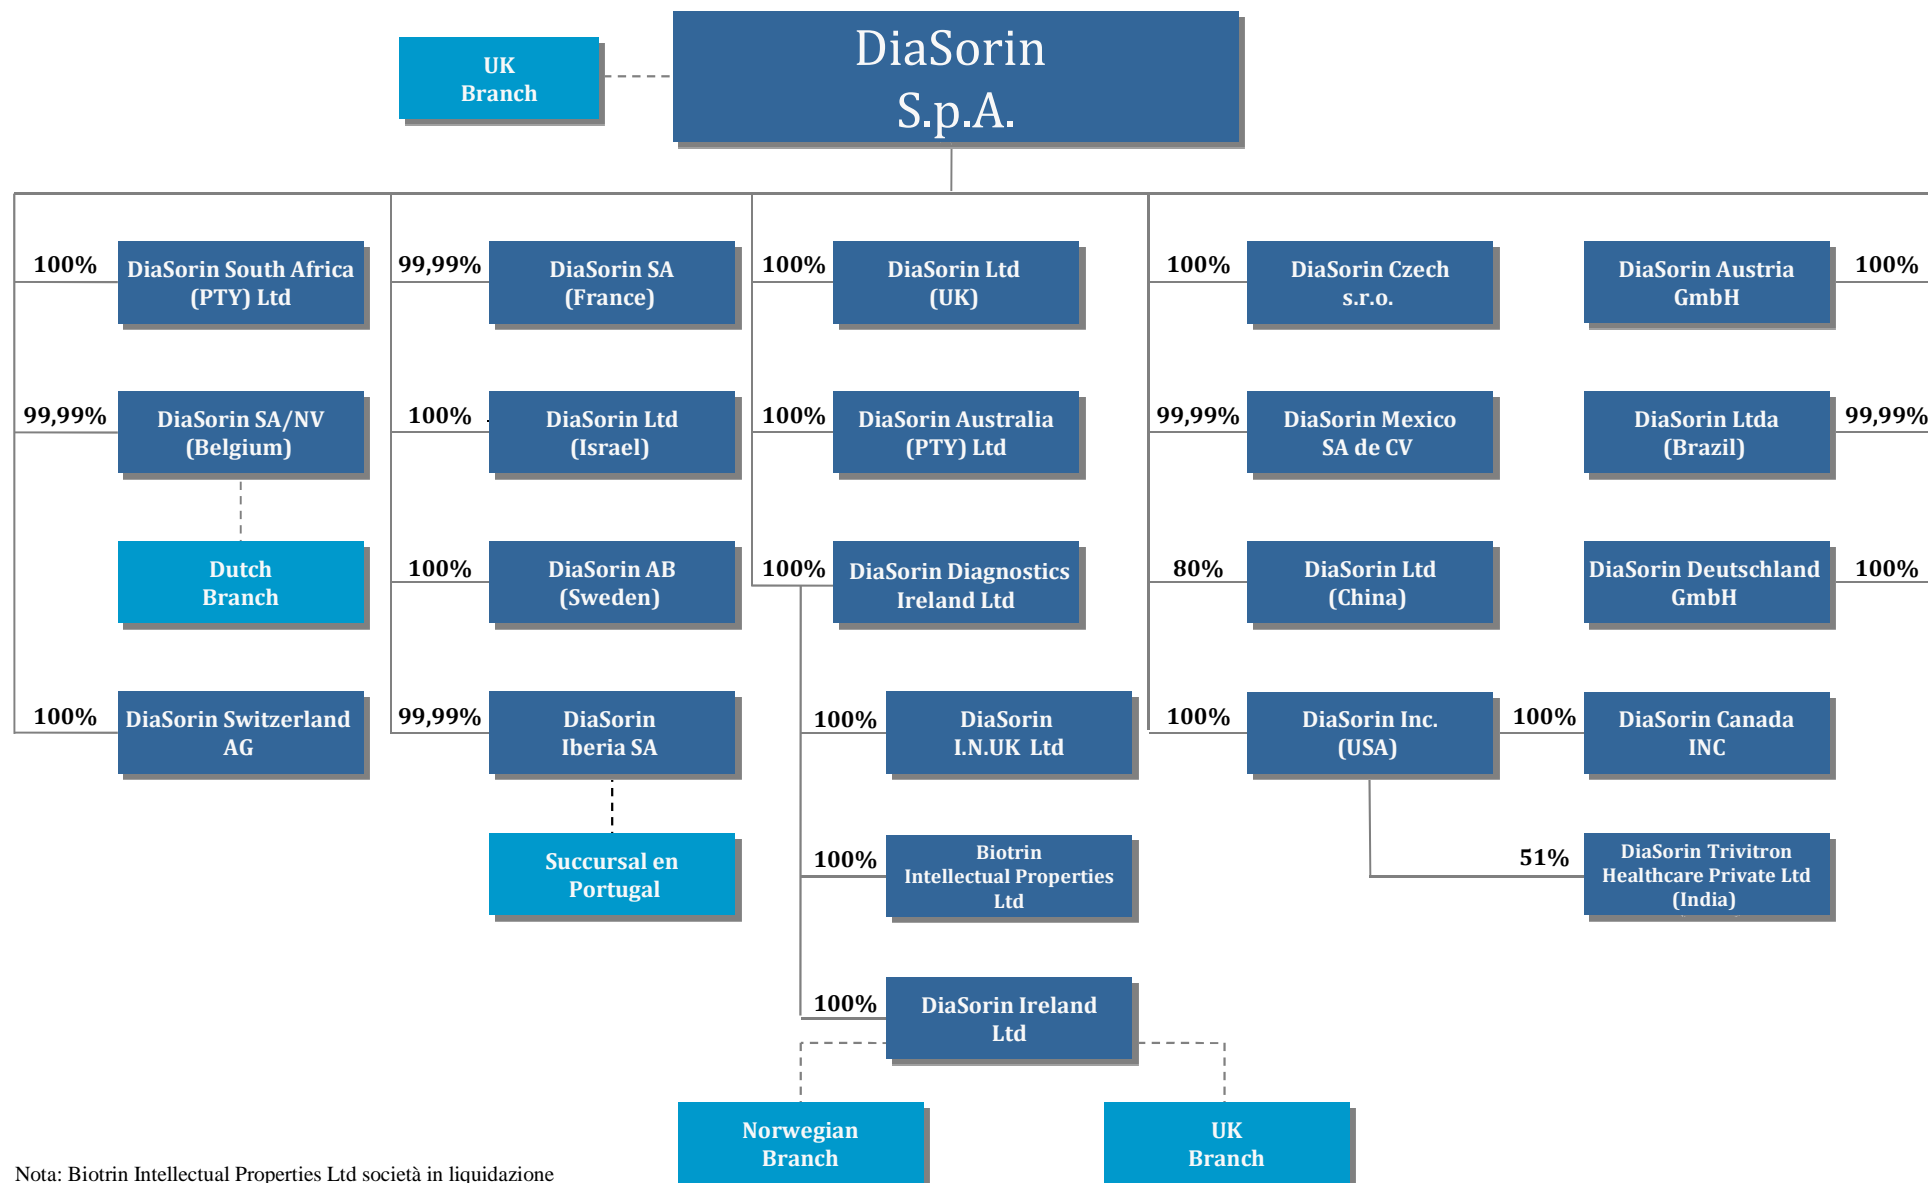 UK
Branch
DiaSorin
S.p.A.
100%
DiaSorin South Africa
(PTY) Ltd
99,99%
DiaSorin SA
(France)
100%
DiaSorin Ltd
(UK)
100%
DiaSorin Czech
s.r.o.
DiaSorin Austria
GmbH
100%
99,99%
DiaSorin SA/NV
(Belgium)
100%
DiaSorin Ltd
(Israel)
100%
DiaSorin Australia
(PTY) Ltd
99,99%
DiaSorin Mexico
SA de CV
DiaSorin Ltda
(Brazil)
99,99%
Dutch
Branch
100%
DiaSorin AB
(Sweden)
100%
DiaSorin Diagnostics
Ireland Ltd
80%
DiaSorin Ltd
(China)
DiaSorin Deutschland
GmbH
100%
100%
DiaSorin Switzerland
AG
99,99%
DiaSorin
Iberia SA
100%
DiaSorin
I.N.UK Ltd
100%
DiaSorin Inc.
(USA)
100%
DiaSorin Canada
INC
Succursal en
Portugal
100%
Biotrin
Intellectual Properties
Ltd
51%
DiaSorin Trivitron
Healthcare Private Ltd
(India)
100%
DiaSorin Ireland
Ltd
Norwegian
Branch
UK
Branch
Nota: Biotrin Intellectual Properties Ltd società in liquidazione